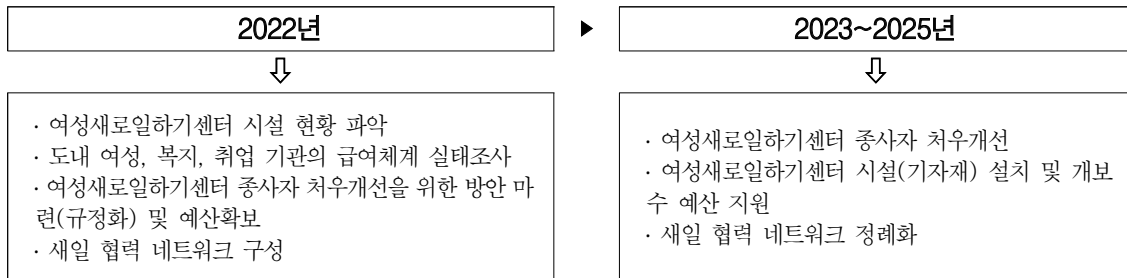 2022년
▶
2023~2025년
⇩
⇩
· 여성새로일하기센터 시설 현황 파악
· 도내 여성, 복지, 취업 기관의 급여체계 실태조사
· 여성새로일하기센터 종사자 처우개선을 위한 방안 마
련(규정화) 및 예산확보
· 새일 협력 네트워크 구성
· 여성새로일하기센터 종사자 처우개선
· 여성새로일하기센터 시설(기자재) 설치 및 개보
수 예산 지원
· 새일 협력 네트워크 정례화